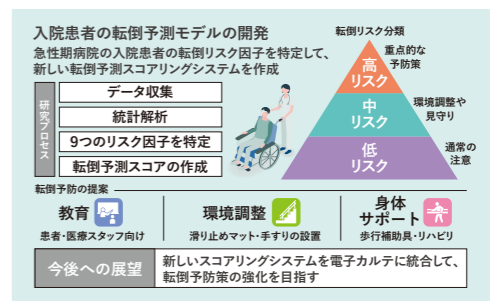 入院患者の転倒予測モデルの開発
急性期病院の入院患者の転倒リスク因子を特定して、
新しい転倒予測スコアリングシステムを作成
研究プロセス
データ収集
統計解析
9つのリスク因子を特定
転倒予測スコアの作成
転倒リスク分類
高
リスク
重点的な
予防策
中
リスク
環境調整や
見守り
低
リスク
通常の
注意
転倒予防の提案
教育
患者・医療スタッフ向け
環境調整
滑り止めマット・手すりの設置
身体
サポート
歩行補助具・リハビリ
今後への展望
新しいスコアリングシステムを電子カルテに統合して、
転倒予防策の強化を目指す